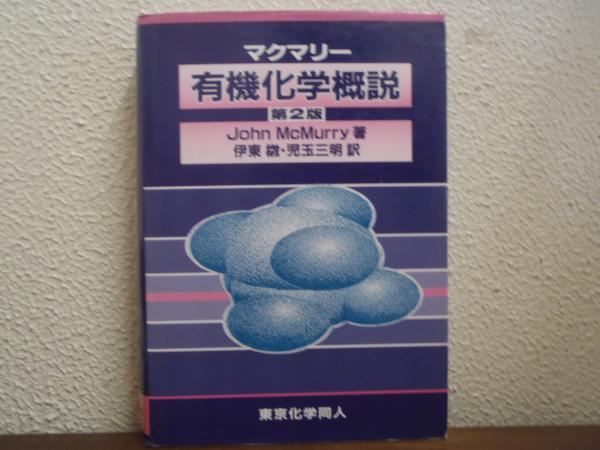 マクマリー
有機化学概説
第2版
John McMurry 著
伊東 椒・児玉三明 訳
東京化学同人